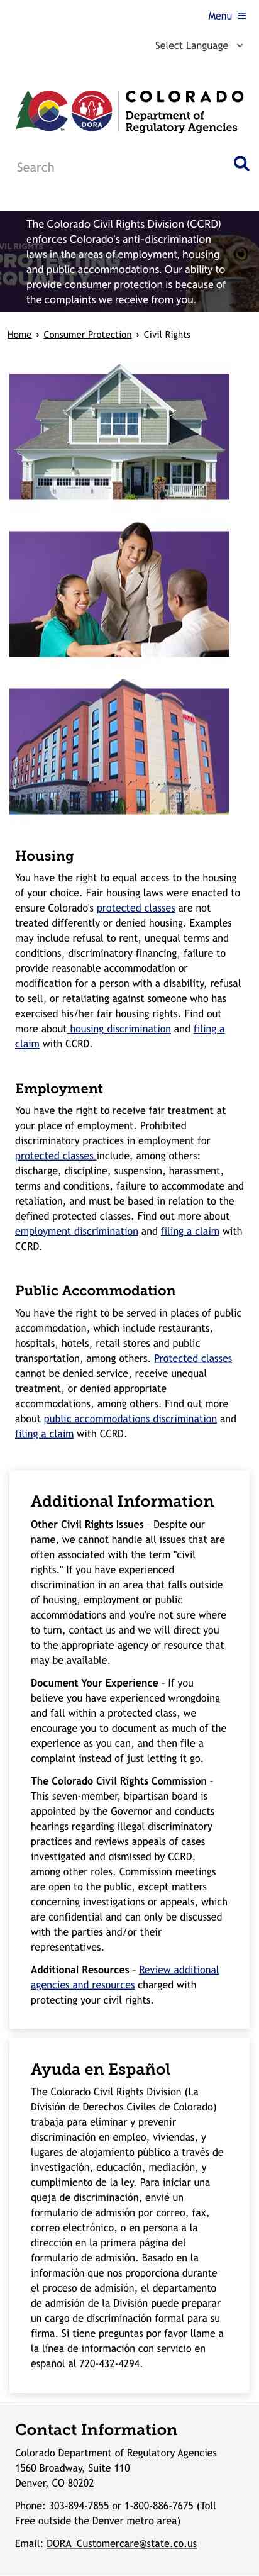 Menu
Select Language
COLORADO
Department of
Regulatory Agencies
DORA
Search
The Colorado Civil Rights Division (CCRD)
enforces Colorado's anti-discrimination
laws in the areas of employment, housing
and public accommodations. Our ability to
provide consumer protection is because of
the complaints we receive from you.
VIL RIGHTS
PROTECTING
EQUALITY
Home › Consumer Protection › Civil Rights
Housing
You have the right to equal access to the housing
of your choice. Fair housing laws were enacted to
ensure Colorado's protected classes are not
treated differently or denied housing. Examples
may include refusal to rent, unequal terms and
conditions, discriminatory financing, failure to
provide reasonable accommodation or
modification for a person with a disability, refusal
to sell, or retaliating against someone who has
exercised his/her fair housing rights. Find out
more about housing discrimination and filing a
claim with CCRD.
Employment
You have the right to receive fair treatment at
your place of employment. Prohibited
discriminatory practices in employment for
protected classes include, among others:
discharge, discipline, suspension, harassment,
terms and conditions, failure to accommodate and
retaliation, and must be based in relation to the
defined protected classes. Find out more about
employment discrimination and filing a claim with
CCRD.
Public Accommodation
You have the right to be served in places of public
accommodation, which include restaurants,
hospitals, hotels, retail stores and public
transportation, among others. Protected classes
cannot be denied service, receive unequal
treatment, or denied appropriate
accommodations, among others. Find out more
about public accommodations discrimination and
filing a claim with CCRD.
Additional Information
Other Civil Rights Issues - Despite our
name, we cannot handle all issues that are
often associated with the term "civil
rights." If you have experienced
discrimination in an area that falls outside
of housing, employment or public
accommodations and you're not sure where
to turn, contact us and we will direct you
to the appropriate agency or resource that
may be available.
Document Your Experience - If you
believe you have experienced wrongdoing
and fall within a protected class, we
encourage you to document as much of the
experience as you can, and then file a
complaint instead of just letting it go.
The Colorado Civil Rights Commission -
This seven-member, bipartisan board is
appointed by the Governor and conducts
hearings regarding illegal discriminatory
practices and reviews appeals of cases
investigated and dismissed by CCRD,
among other roles. Commission meetings
are open to the public, except matters
concerning investigations or appeals, which
are confidential and can only be discussed
with the parties and/or their
representatives.
Additional Resources - Review additional
agencies and resources charged with
protecting your civil rights.
Ayuda en Español
The Colorado Civil Rights Division (La
División de Derechos Civiles de Colorado)
trabaja para eliminar y prevenir
discriminación en empleo, viviendas, y
lugares de alojamiento público a través de
investigación, educación, mediación, y
cumplimiento de la ley. Para iniciar una
queja de discriminación, envié un
formulario de admisión por correo, fax,
correo electrónico, o en persona a la
dirección en la primera página del
formulario de admisión. Basado en la
información que nos proporciona durante
el proceso de admisión, el departamento
de admisión de la División puede preparar
un cargo de discriminación formal para su
firma. Si tiene preguntas por favor llame a
la línea de información con servicio en
español al 720-432-4294.
Contact Information
Colorado Department of Regulatory Agencies
1560 Broadway, Suite 110
Denver, CO 80202
Phone: 303-894-7855 or 1-800-886-7675 (Toll
Free outside the Denver metro area)
Email: DORA_Customercare@state.co.us